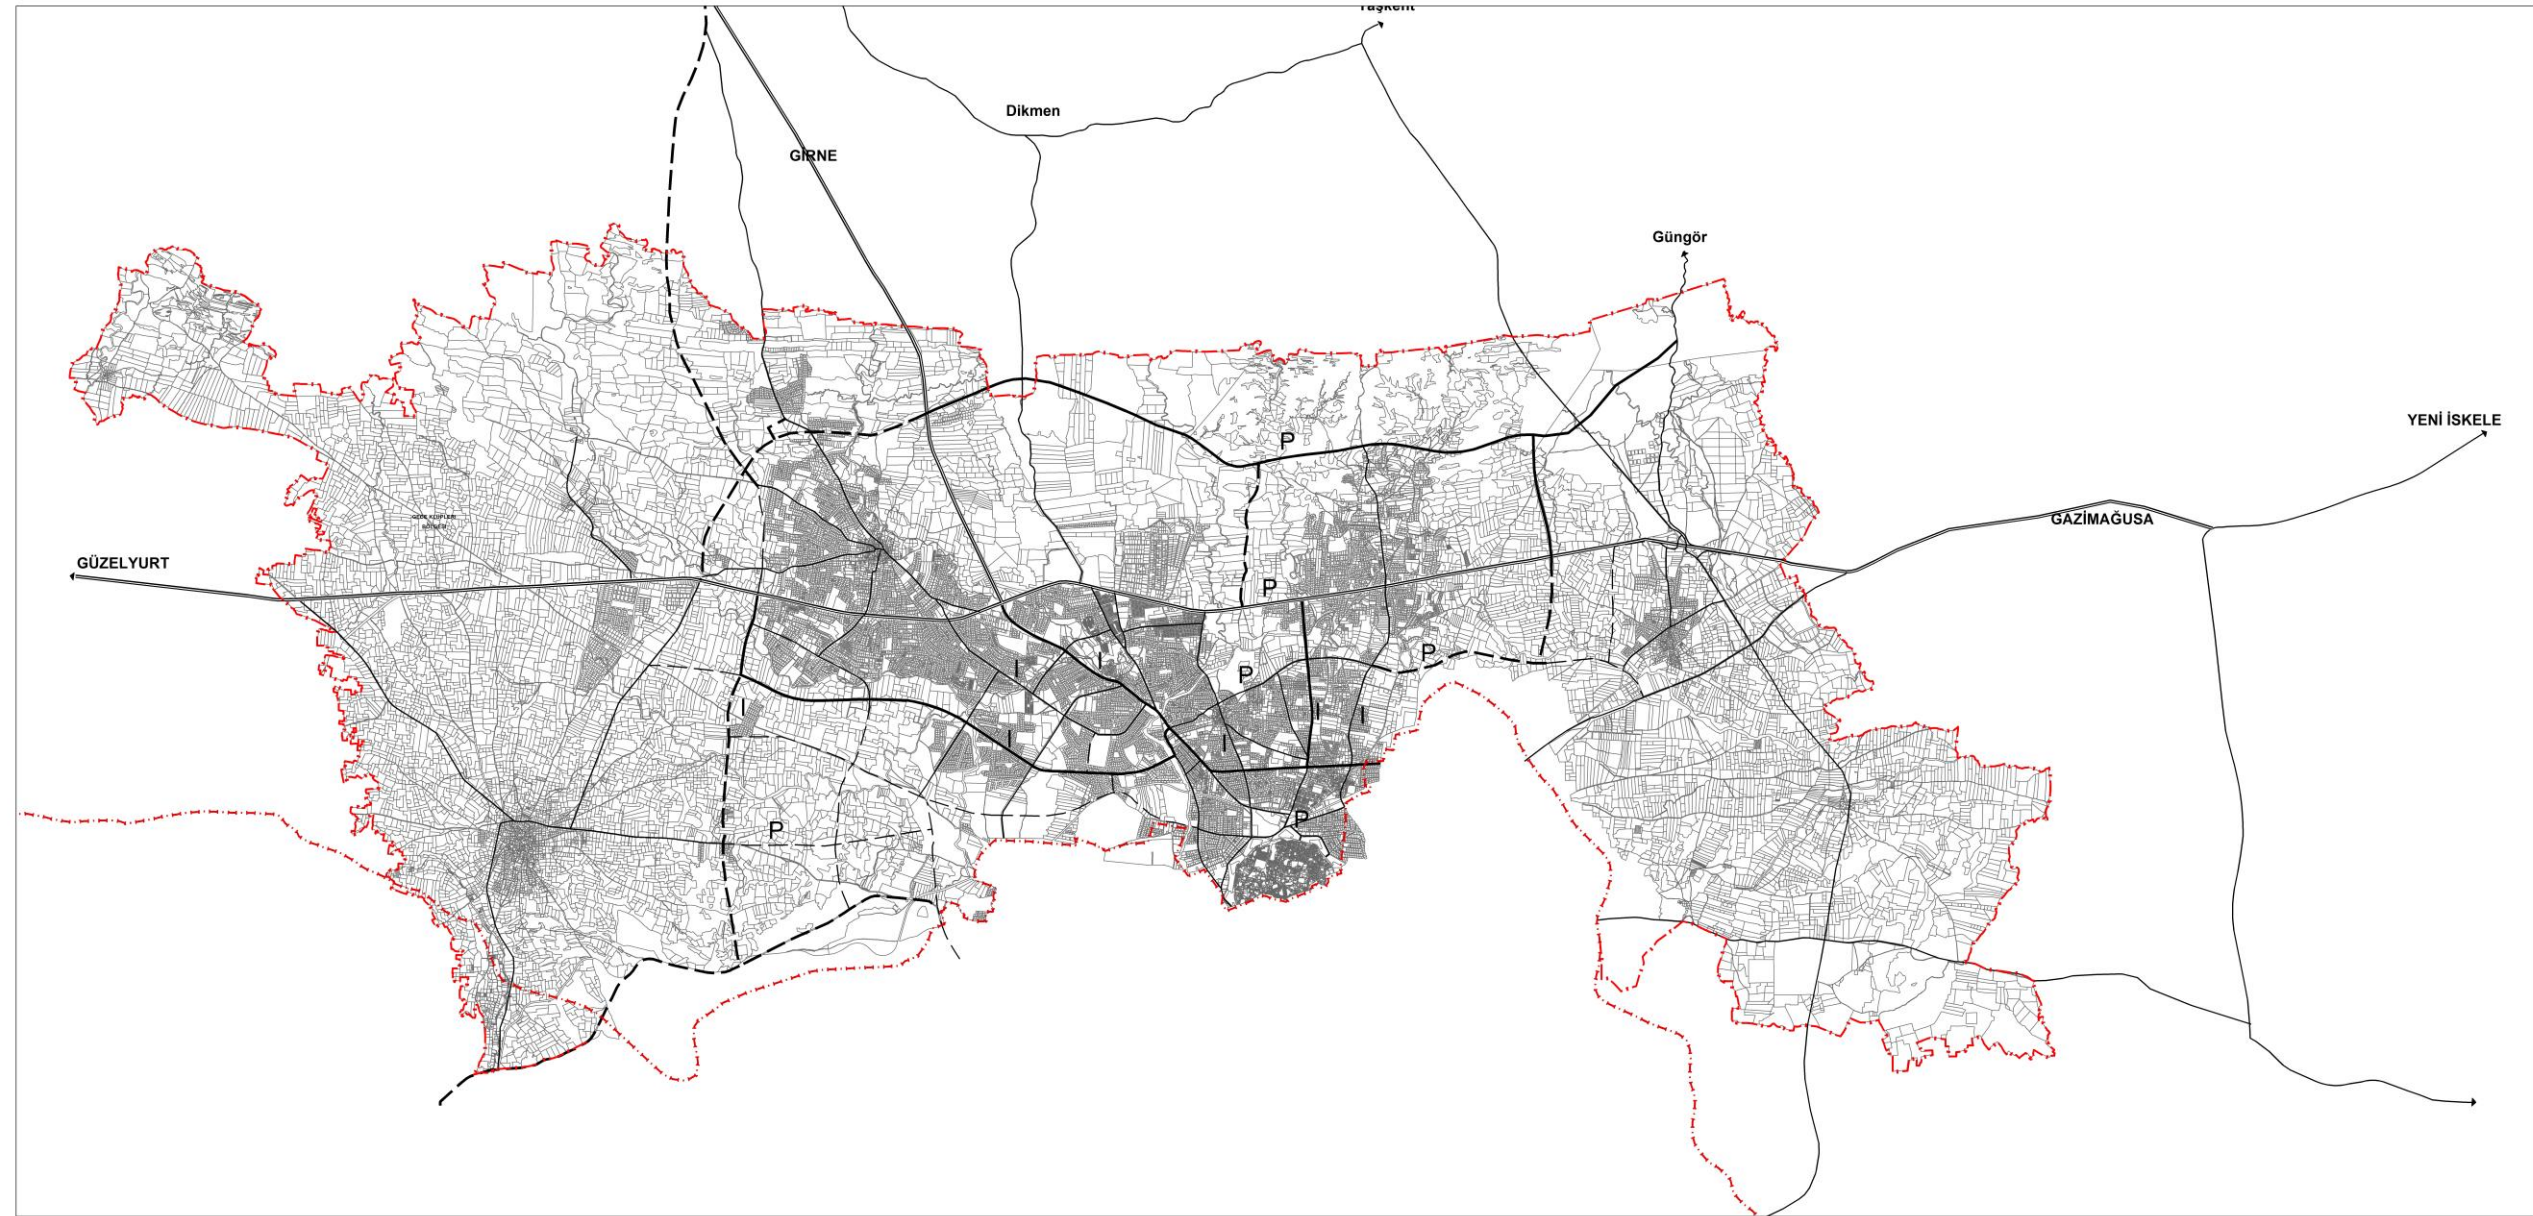 Taşkent
Dikmen
GİRNE
Güngör
YENİ İSKELE
P
GAZİMAĞUSA
GÜZELYURT
P
P
P
I
I
I
I
I
I
I
P
P